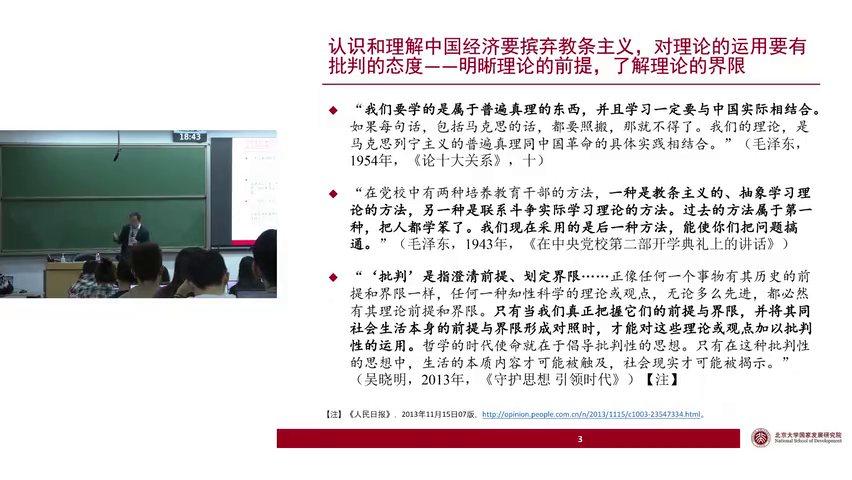 认识和理解中国经济要摈弃教条主义，对理论的运用要有
批判的态度——明晰理论的前提，了解理论的界限
“我们要学的是属于普遍真理的东西，并且学习一定要与中国实际相结合。
如果每句话，包括马克思的话，都要照搬，那就不得了。我们的理论，是
马克思列宁主义的普遍真理同中国革命的具体实践相结合。”（毛泽东，
1954年，《论十大关系》，十）
“在党校中有两种培养教育干部的方法，一种是教条主义的、抽象学习理
论的方法，另一种是联系斗争实际学习理论的方法。过去的方法属于第一
种，把人都学笨了。我们现在采用的是后一种方法，能使你们把问题搞
通。”（毛泽东，1943年，《在中央党校第二部开学典礼上的讲话》）
“‘批判’是指澄清前提、划定界限……正像任何一个事物有其历史的前
提和界限一样，任何一种知性科学的理论或观点，无论多么先进，都必然
有其理论前提和界限。只有当我们真正把握它们的前提与界限，并将其同
社会生活本身的前提与界限形成对照时，才能对这些理论或观点加以批判
性的运用。哲学的时代使命就在于倡导批判性的思想。只有在这种批判性
的思想中，生活的本质内容才可能被触及，社会现实才可能被揭示。”
（吴晓明，2013年，《守护思想 引领时代》）【注】
【注】《人民日报》，2013年11月15日07版，http://opinion.people.com.cn/n/2013/1115/c1003-23547334.html。
18:43
3
北京大学国家发展研究院
National School of Development